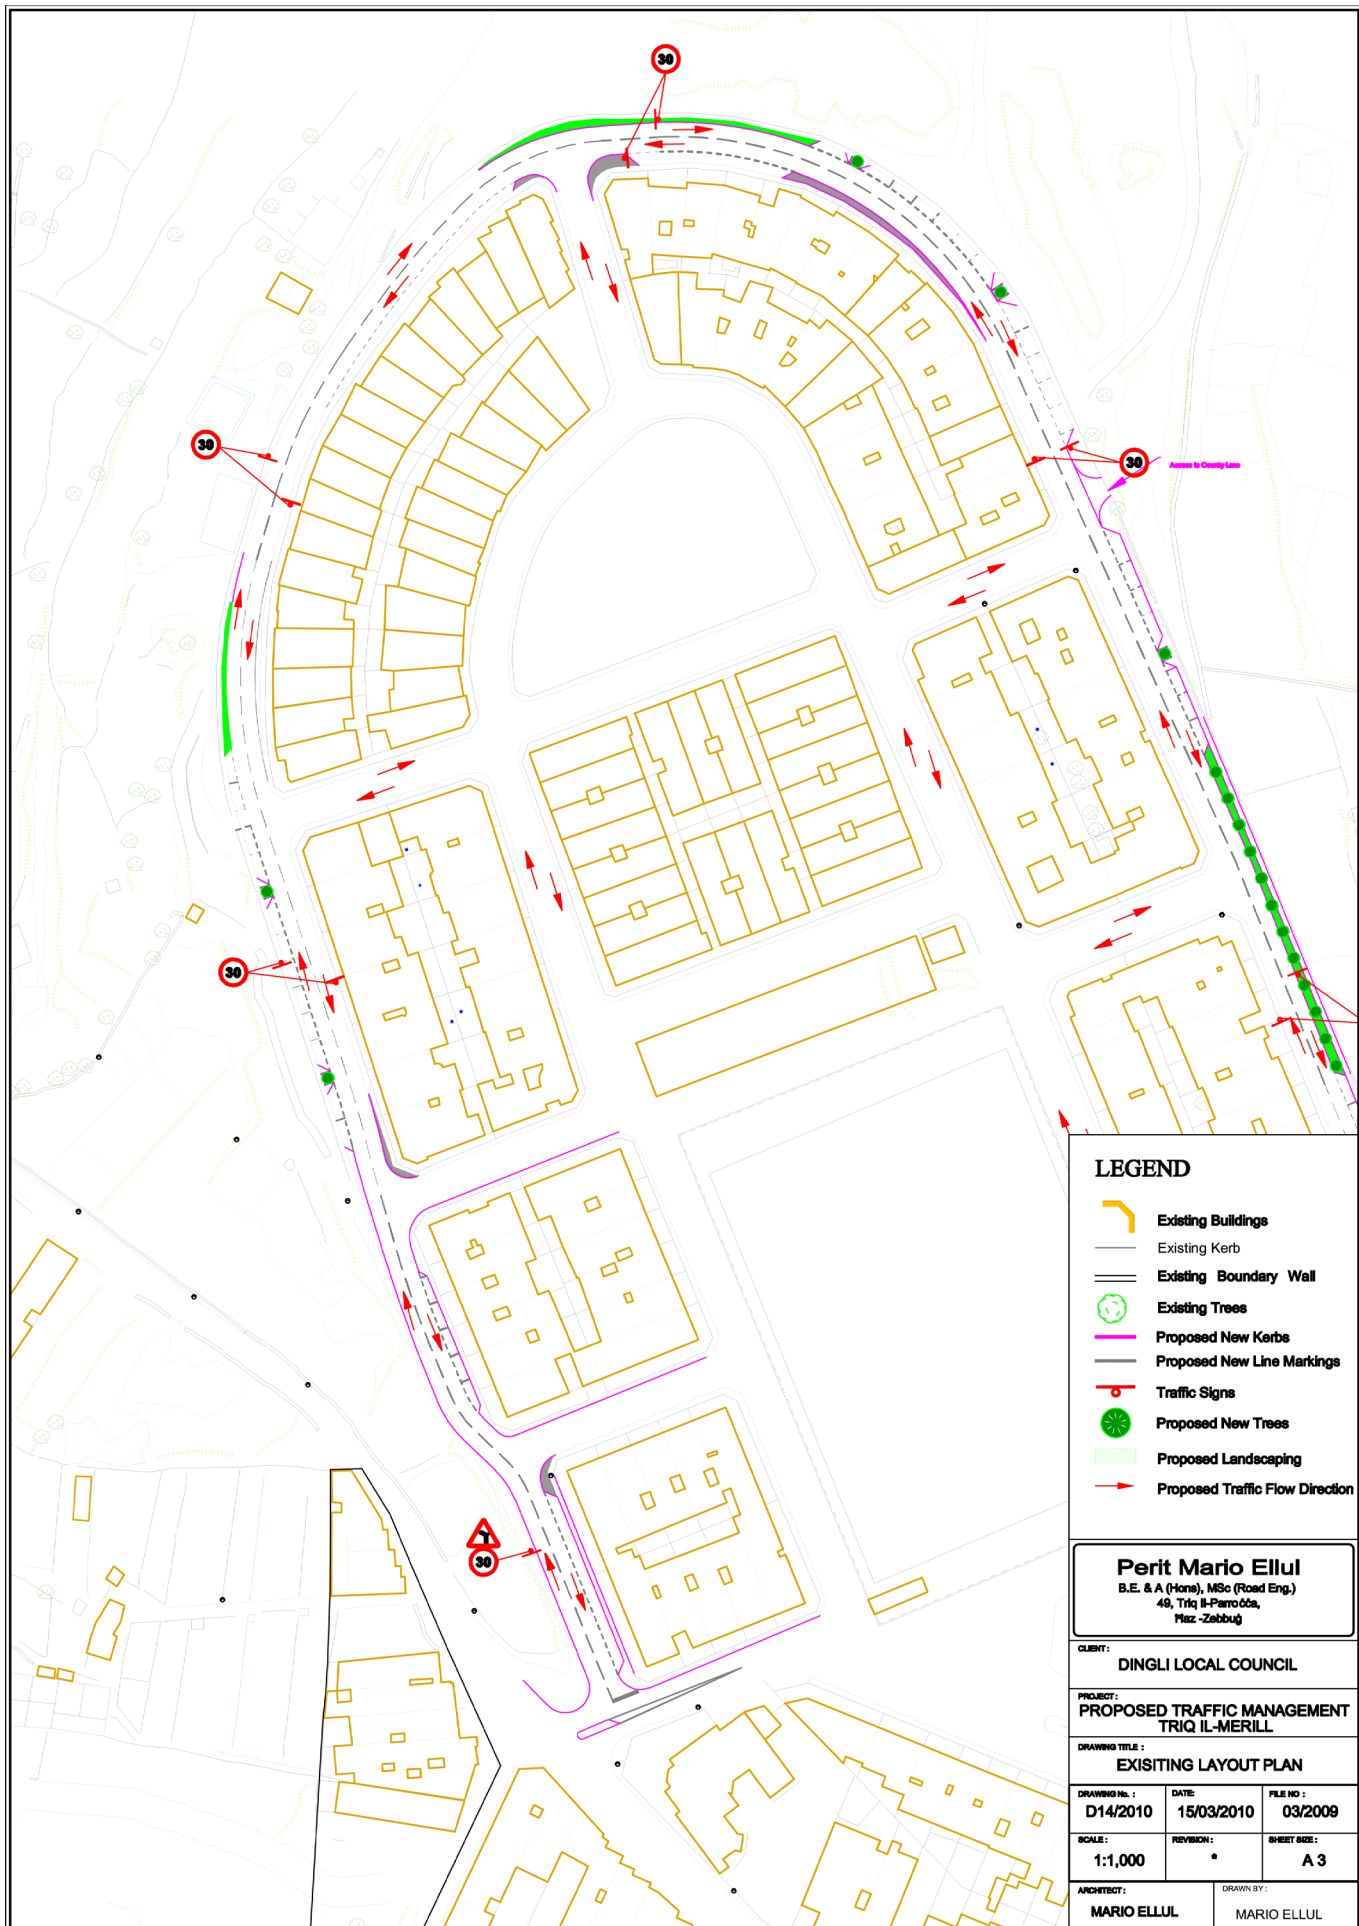 30
30
30
Access to County Lane
30
30
LEGEND
Existing Buildings
Existing Kerb
Existing Boundary Wall
Existing Trees
Proposed New Kerbs
Proposed New Line Markings
Traffic Signs
Proposed New Trees
Proposed Landscaping
Proposed Traffic Flow Direction
Perit Mario Ellul
B.E. & A (Hons), MSc (Road Eng.)
49, Triq Il-Parroċċa,
Ħaz -Zebbuġ
CLIENT :
DINGLI LOCAL COUNCIL
PROJECT :
PROPOSED TRAFFIC MANAGEMENT
TRIQ IL-MERILL
DRAWING TITLE :
EXISITING LAYOUT PLAN
DRAWING No. : DATE: FILE NO :
D14/2010 15/03/2010 03/2009
SCALE : REVISION : SHEET SIZE :
1:1,000 * A 3
ARCHITECT : DRAWN BY :
MARIO ELLUL MARIO ELLUL